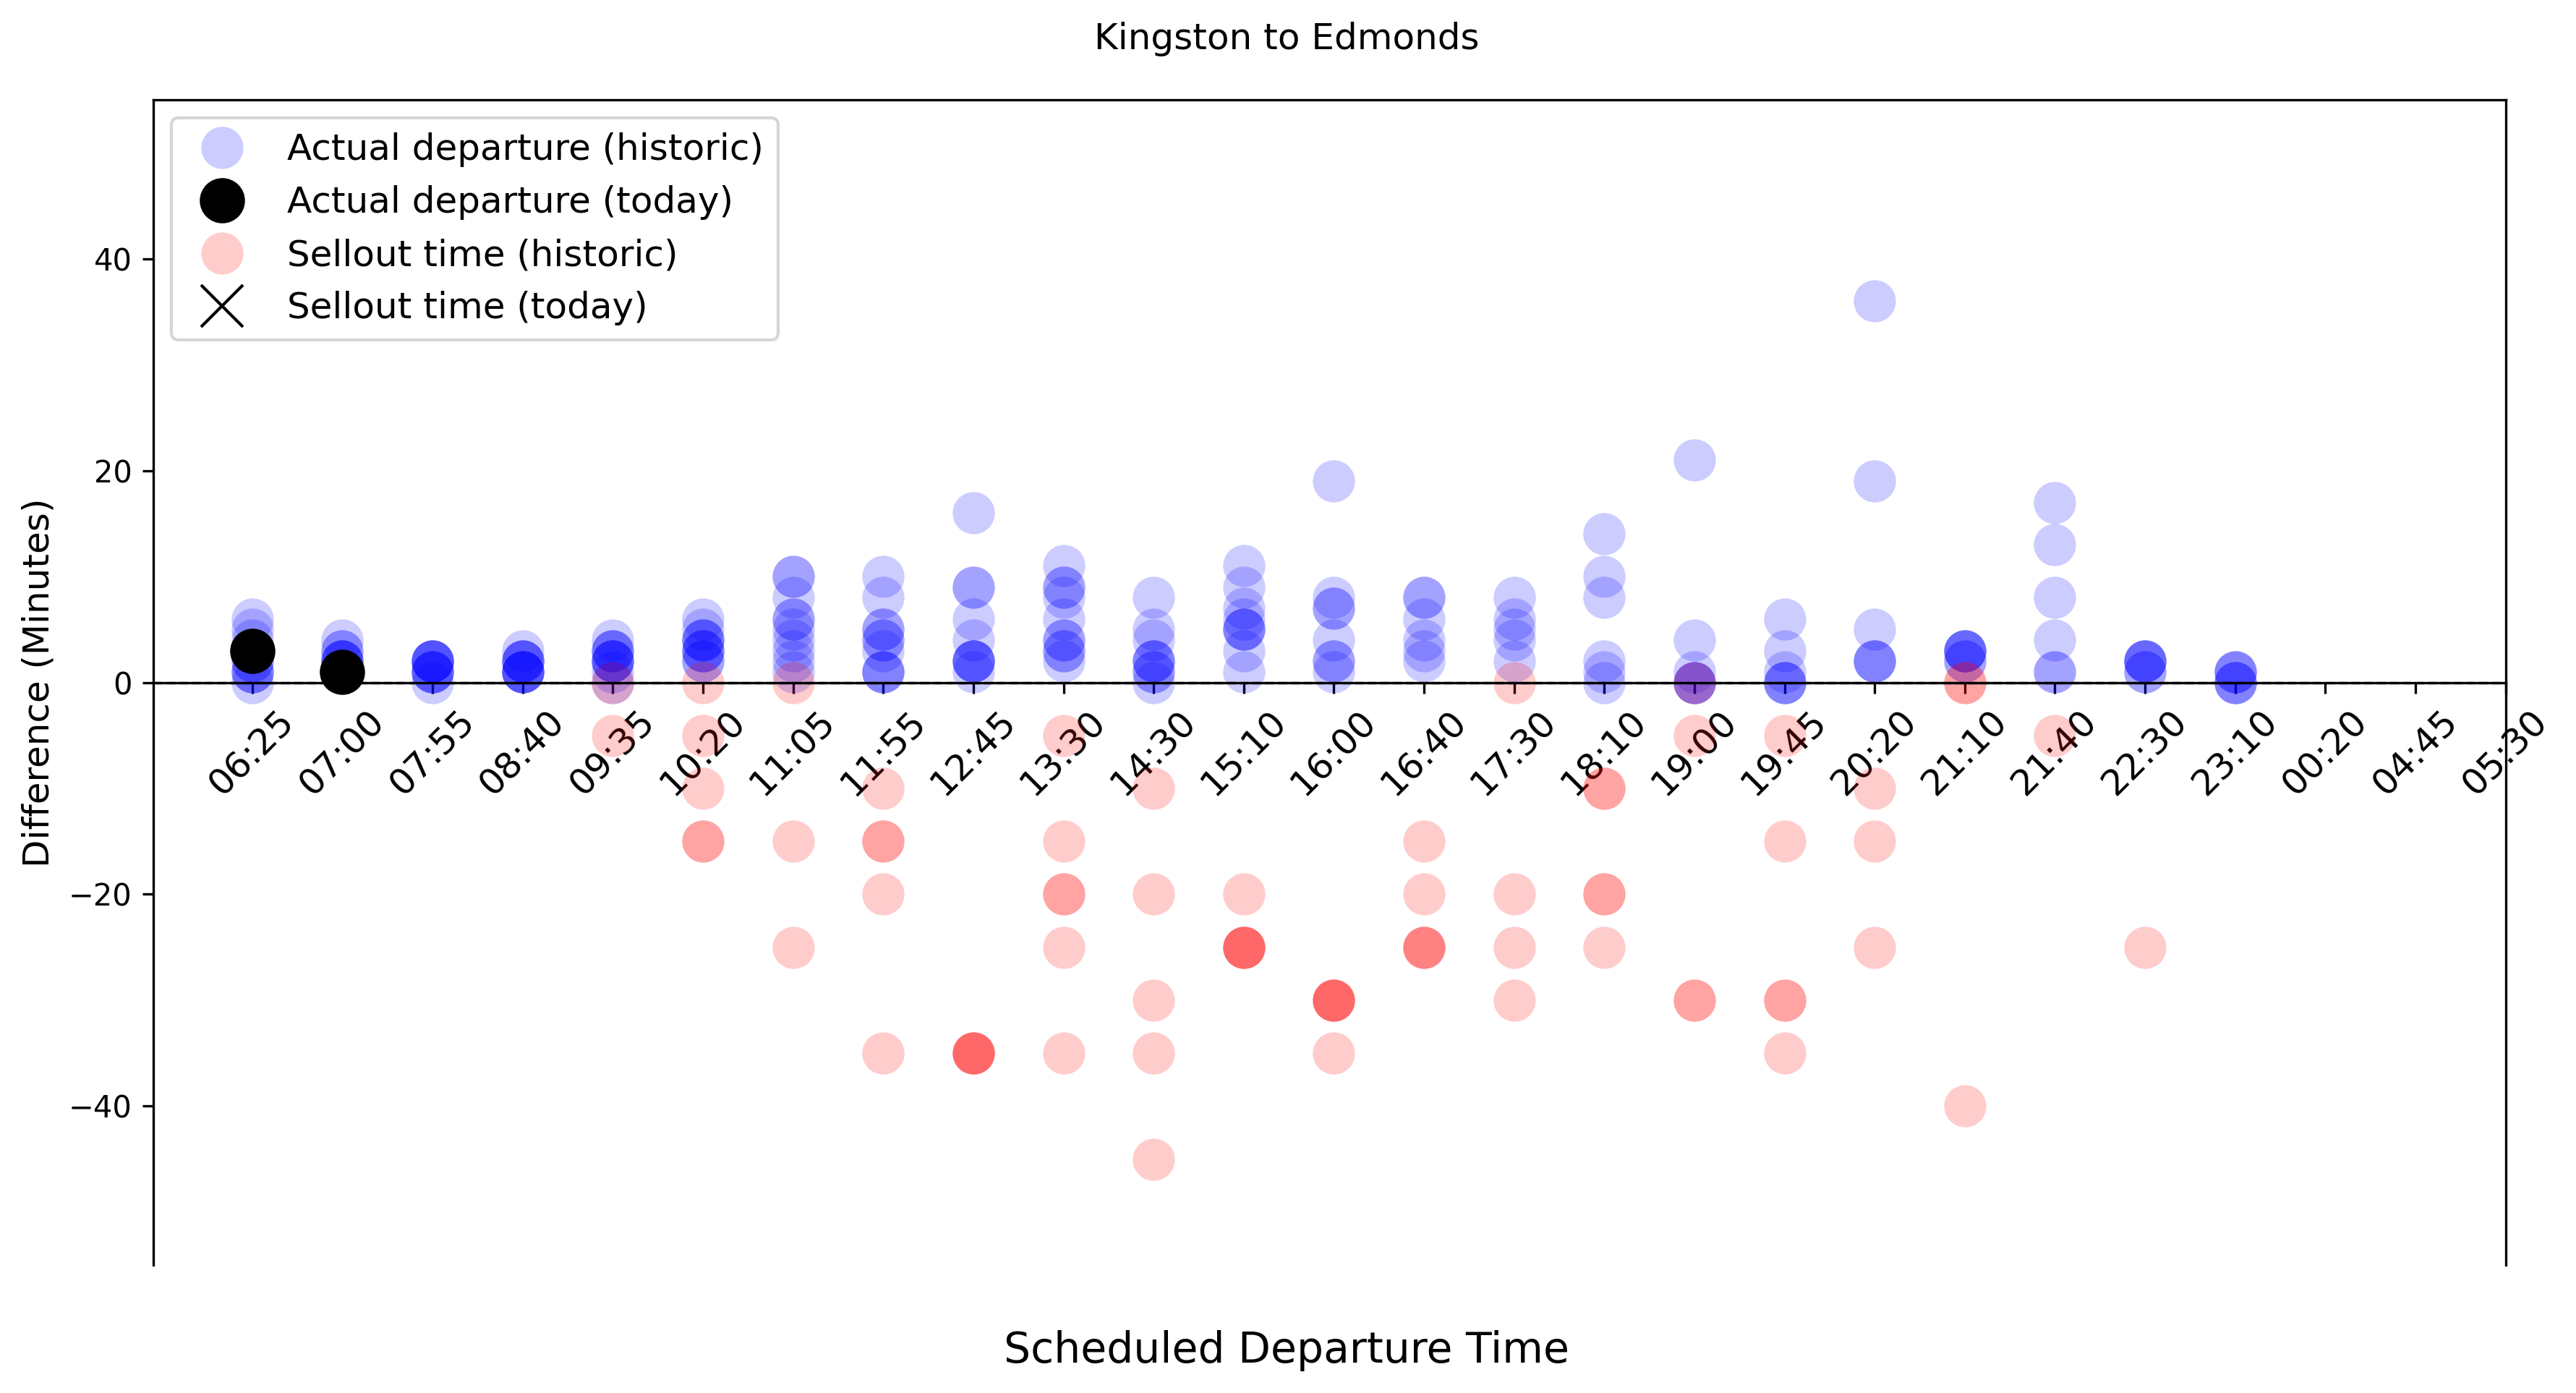 Kingston to Edmonds
Actual departure (historic)
Actual departure (today)
Sellout time (historic)
Sellout time (today)
Difference (Minutes)
40
20
0
−20
−40
06:25 07:00 07:55 08:40 09:35 10:20 11:05 11:55 12:45 13:30 14:30 15:10 16:00 16:40 17:30 18:10 19:00 19:45 20:20 21:10 21:40 22:30 23:10 00:20 04:45 05:30
Scheduled Departure Time